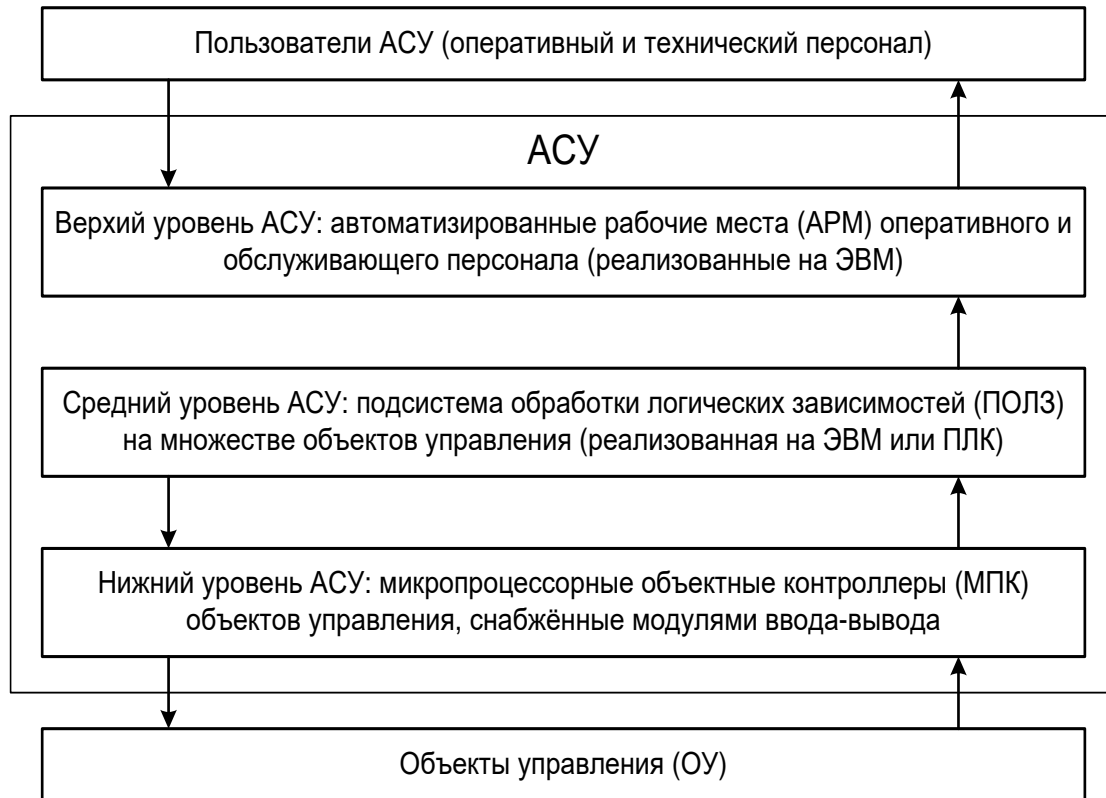 Пользователи АСУ (оперативный и технический персонал)
АСУ
Верхий уровень АСУ: автоматизированные рабочие места (АРМ) оперативного и
обслуживающего персонала (реализованные на ЭВМ)
Средний уровень АСУ: подсистема обработки логических зависимостей (ПОЛЗ)
на множестве объектов управления (реализованная на ЭВМ или ПЛК)
Нижний уровень АСУ: микропроцессорные объектные контроллеры (МПК)
объектов управления, снабжённые модулями ввода-вывода
Объекты управления (ОУ)